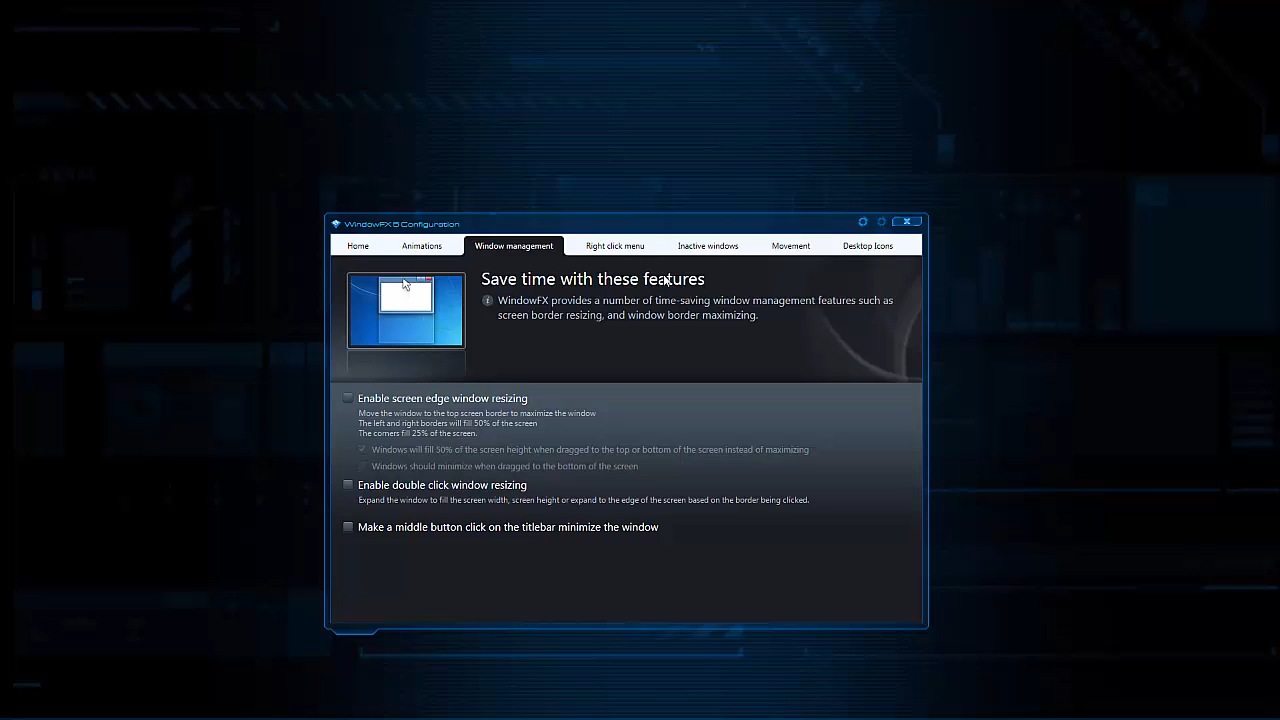 WindowFX 5 Configuration
Home Animations Window management Right click menu Inactive windows Movement Desktop Icons
Save time with these features
WindowFX provides a number of time-saving window management features such as
screen border resizing, and window border maximizing.
Enable screen edge window resizing
Move the window to the top screen border to maximize the window
The left and right borders will fill 50% of the screen
The corners fill 25% of the screen.
Windows will fill 50% of the screen height when dragged to the top or bottom of the screen instead of maximizing
Windows should minimize when dragged to the bottom of the screen
Enable double click window resizing
Expand the window to fill the screen width, screen height or expand to the edge of the screen based on the border being clicked.
Make a middle button click on the titlebar minimize the window